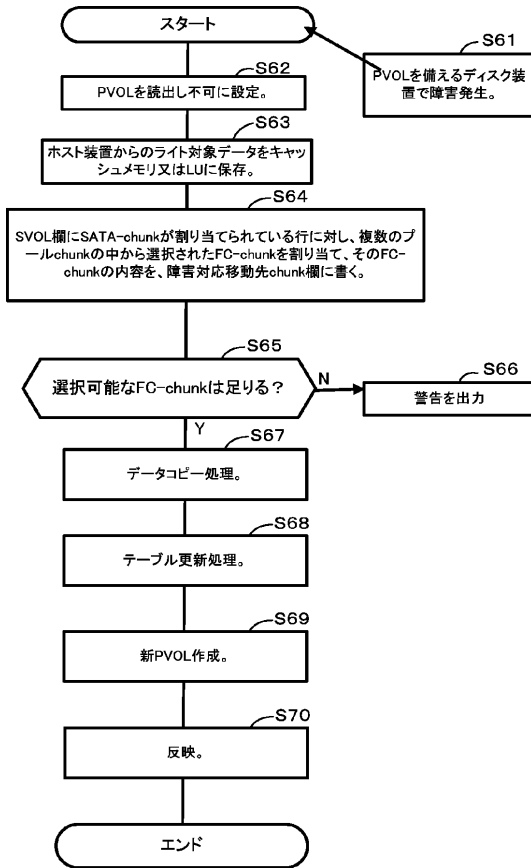 スタート
S61
PVOLを備えるディスク装
置で障害発生。
S62
PVOLを読出し不可に設定。
S63
ホスト装置からのライト対象データをキャッ
シュメモリ又はLUに保存。
S64
SVOL欄にSATA-chunkが割り当てられている行に対し、複数のプ
ールchunkの中から選択されたFC-chunkを割り当て、そのFC-
chunkの内容を、障害対応移動先chunk欄に書く。
S65
選択可能なFC-chunkは足りる?
N
S66
警告を出力
Y
S67
データコピー処理。
S68
テーブル更新処理。
S69
新PVOL作成。
S70
反映。
エンド